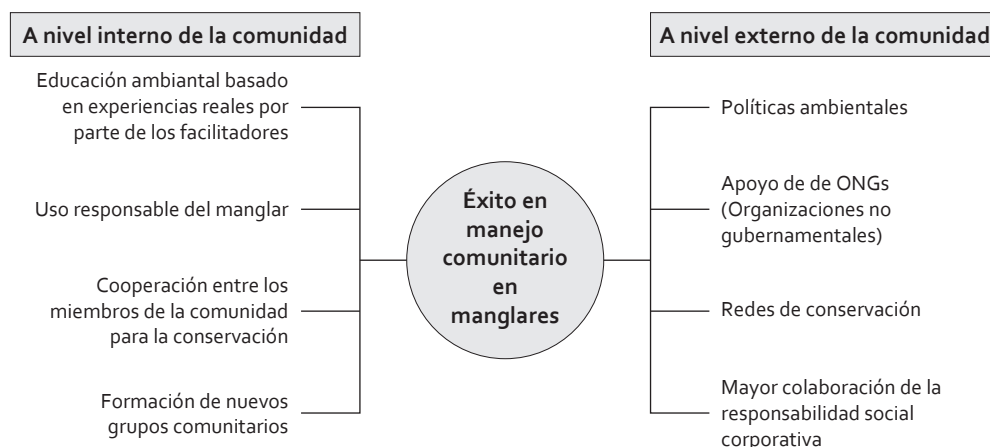 A nivel interno de la comunidad
Educación ambiantal basado
en experiencias reales por
parte de los facilitadores
Uso responsable del manglar
Cooperación entre los
miembros de la comunidad
para la conservación
Formación de nuevos
grupos comunitarios
Éxito en
manejo
comunitario
en
manglares
A nivel externo de la comunidad
Políticas ambientales
Apoyo de de ONGs
(Organizaciones no
gubernamentales)
Redes de conservación
Mayor colaboración de la
responsabilidad social
corporativa